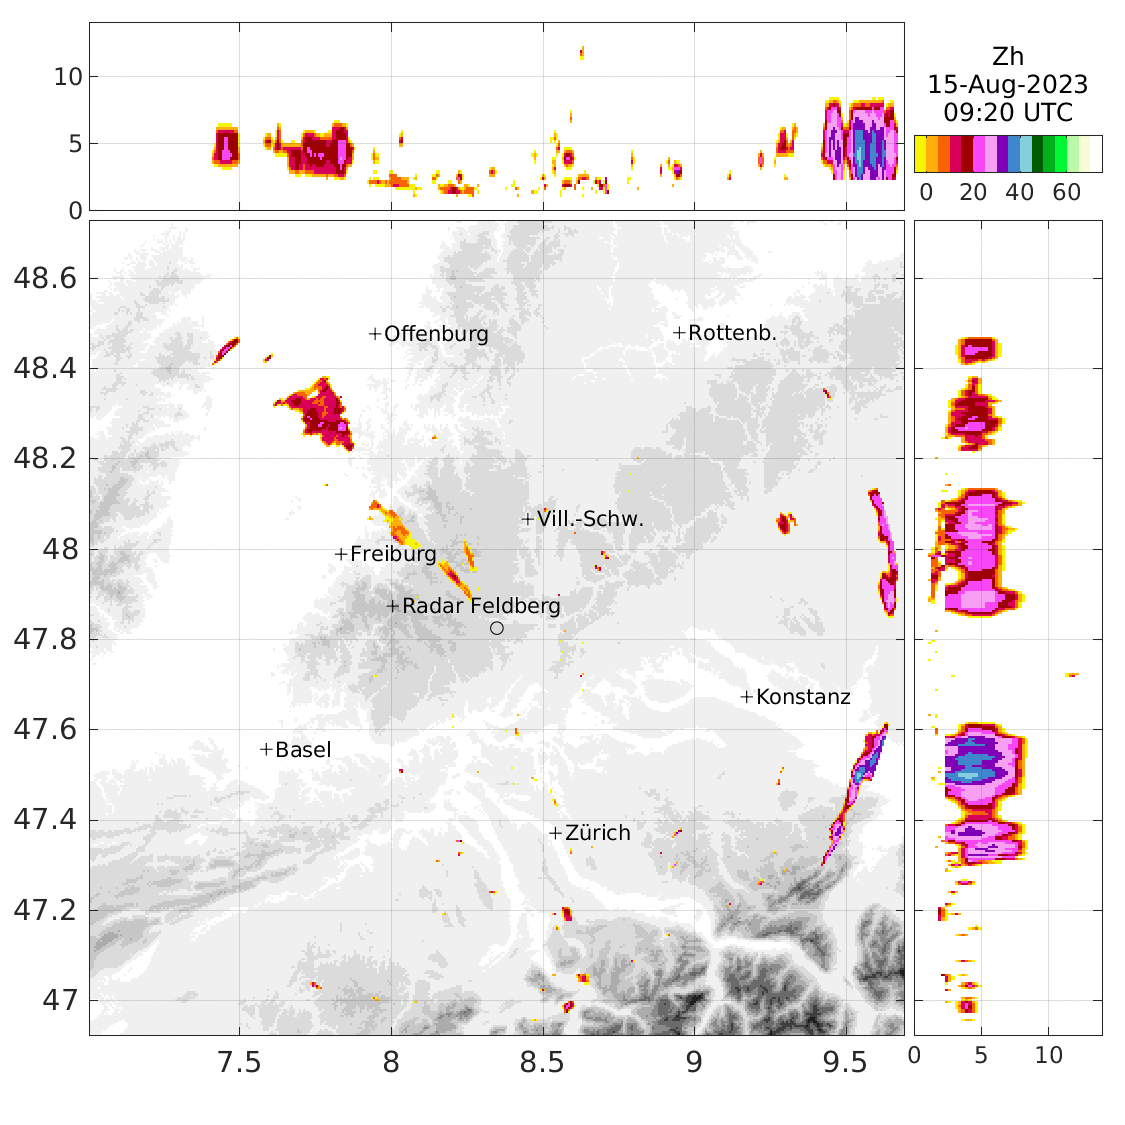 10
5
0
Zh
15-Aug-2023
09:20 UTC
0 20 40 60
48.6
48.4
48.2
48
47.8
47.6
47.4
47.2
47
+Offenburg
+Rottenb.
+Vill.-Schw.
+Freiburg
+Radar Feldberg
+Konstanz
+Basel
+Zürich
7.5 8 8.5 9 9.5
0 5 10